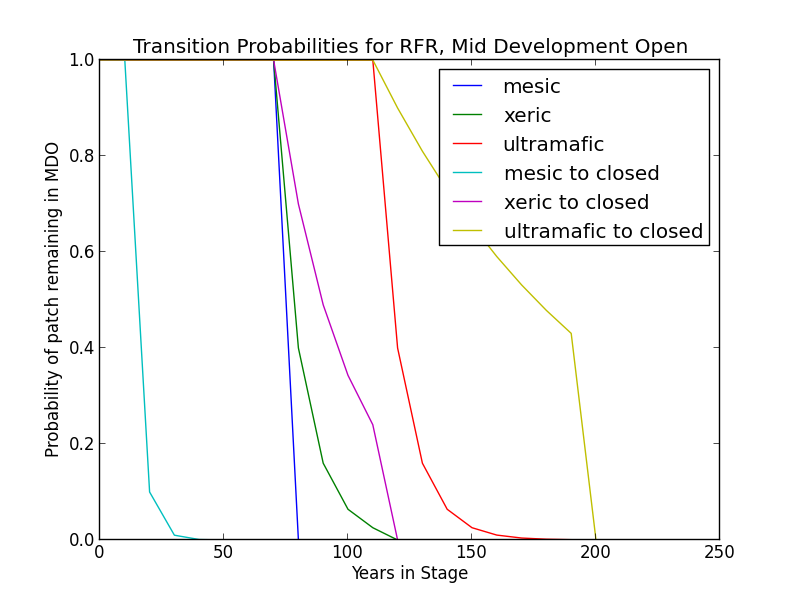 Transition Probabilities for RFR, Mid Development Open
1.0
0.8
0.6
0.4
0.2
0.0
Probability of patch remaining in MDO
mesic
xeric
ultramafic
mesic to closed
xeric to closed
ultramafic to closed
0 50 100 150 200 250
Years in Stage